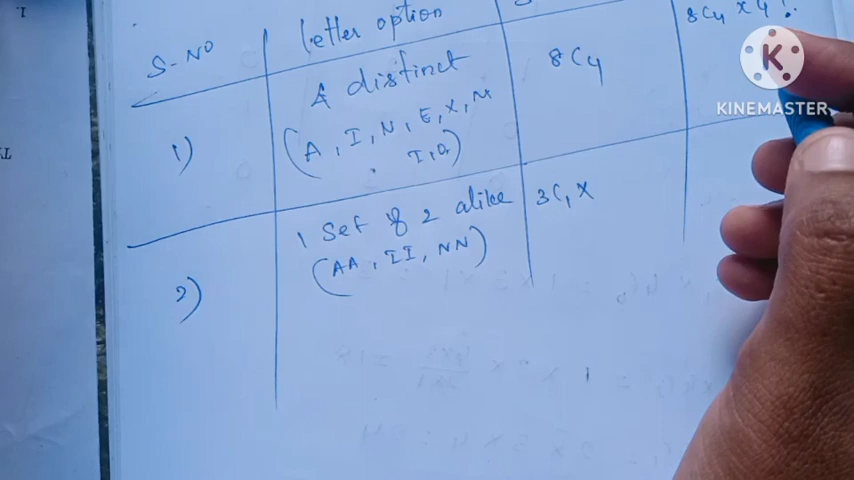 1.
S-NO
letter option
8C4 x 4!
1)
4 distinct
(A, I, N, E, X, M
T, O)
8C4
2)
1 Set of 2 alike
(AA, II, NN)
3C1 X
KINEMASTER